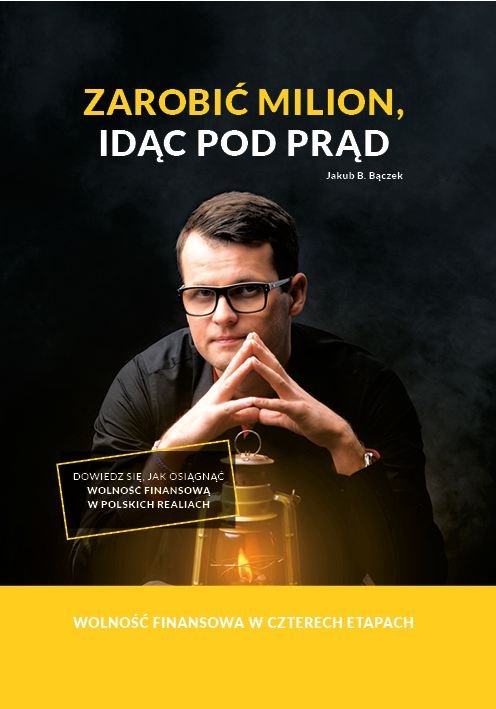 ZAROBIĆ MILION,
IDĄC POD PRĄD
Jakub B. Bączek
DOWIEDZ SIĘ, JAK OSIĄGNĄĆ
WOLNOŚĆ FINANSOWĄ
W POLSKICH REALIACH
WOLNOŚĆ FINANSOWA W CZTERECH ETAPACH